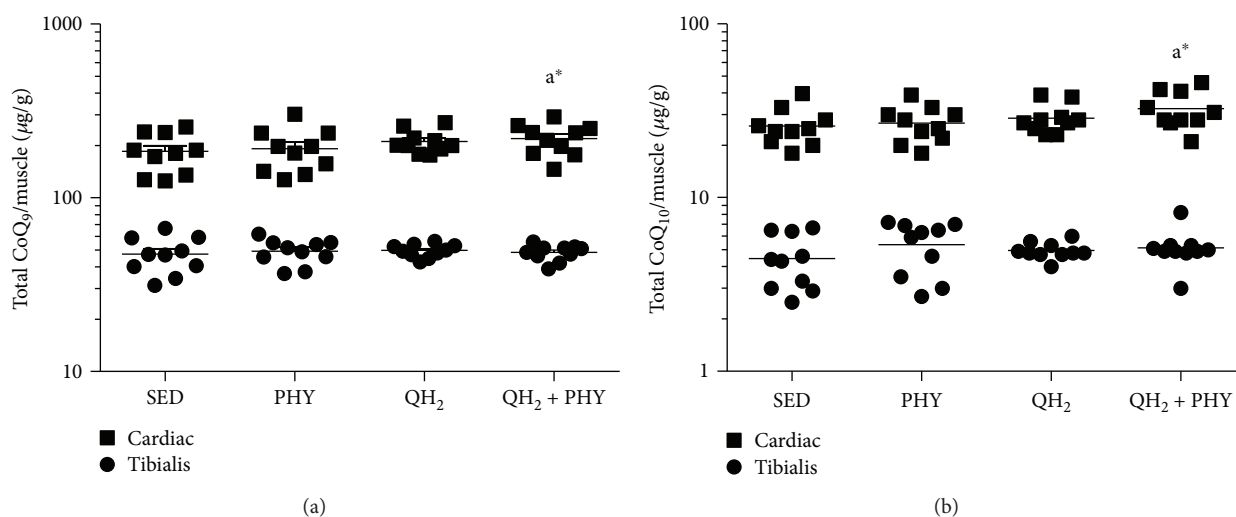 1000
100
10
Total CoQ₉/muscle (μg/g)
a*
SED PHY QH₂ QH₂ + PHY
Cardiac
Tibialis
(a)
100
10
1
Total CoQ₁₀/muscle (μg/g)
a*
SED PHY QH₂ QH₂ + PHY
Cardiac
Tibialis
(b)